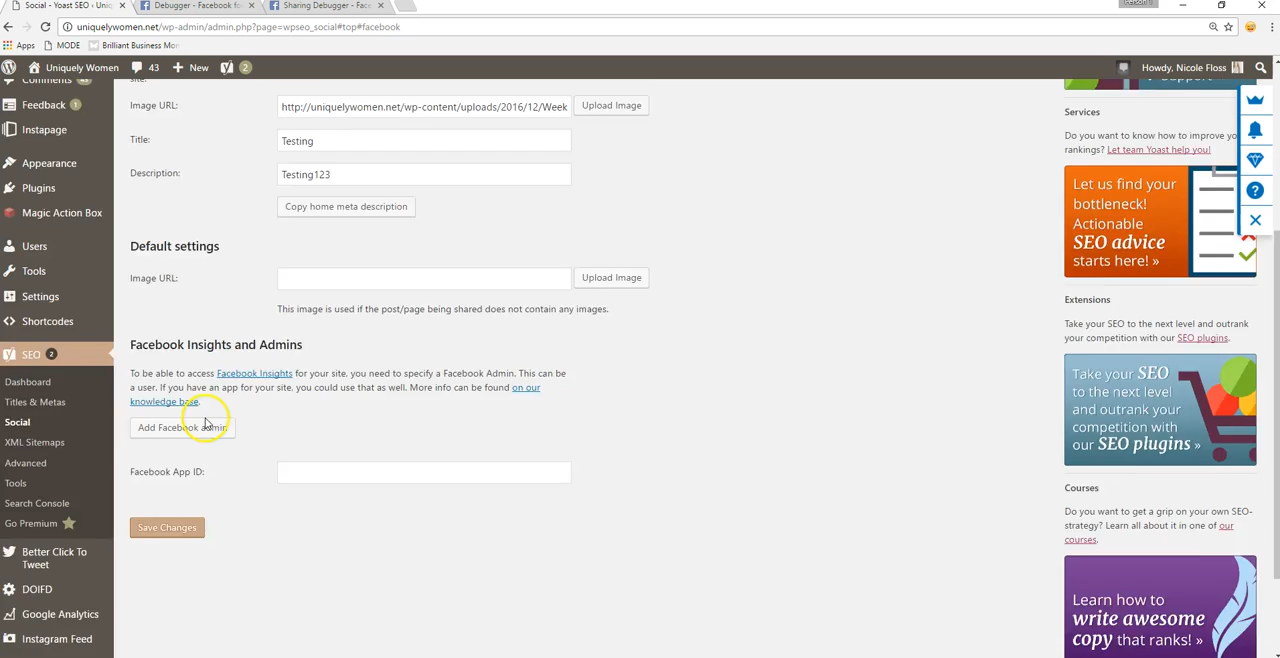 Social - Yoast SEO ‹ Uniq
Debugger - Facebook for
Sharing Debugger - Face
uniquelywomen.net/wp-admin/admin.php?page=wpseo_social#top#facebook
Apps
MODE
Brilliant Business Mom
Uniquely Women
43
New
2
Howdy, Nicole Floss
Comments
Feedback 1
Instapage
Appearance
Plugins
Magic Action Box
Users
Tools
Settings
Shortcodes
SEO 2
Dashboard
Titles & Metas
Social
XML Sitemaps
Advanced
Tools
Search Console
Go Premium
Better Click To
Tweet
DOIFD
Google Analytics
Instagram Feed
site:
Image URL:
http://uniquelywomen.net/wp-content/uploads/2016/12/Week
Upload Image
Title:
Testing
Description:
Testing123
Copy home meta description
Default settings
Image URL:
Upload Image
This image is used if the post/page being shared does not contain any images.
Facebook Insights and Admins
To be able to access Facebook Insights for your site, you need to specify a Facebook Admin. This can be
a user. If you have an app for your site, you could use that as well. More info can be found on our
knowledge base.
Add Facebook admin
Facebook App ID:
Save Changes
Support
Services
Do you want to know how to improve your
rankings? Let team Yoast help you!
Let us find your
bottleneck!
Actionable
SEO advice
starts here! »
Extensions
Take your SEO to the next level and outrank
your competition with our SEO plugins.
Take your SEO
to the next level
and outrank your
competition with
our SEO plugins »
Courses
Do you want to get a grip on your own SEO-
strategy? Learn all about it in one of our
courses.
Learn how to
write awesome
copy that ranks! »